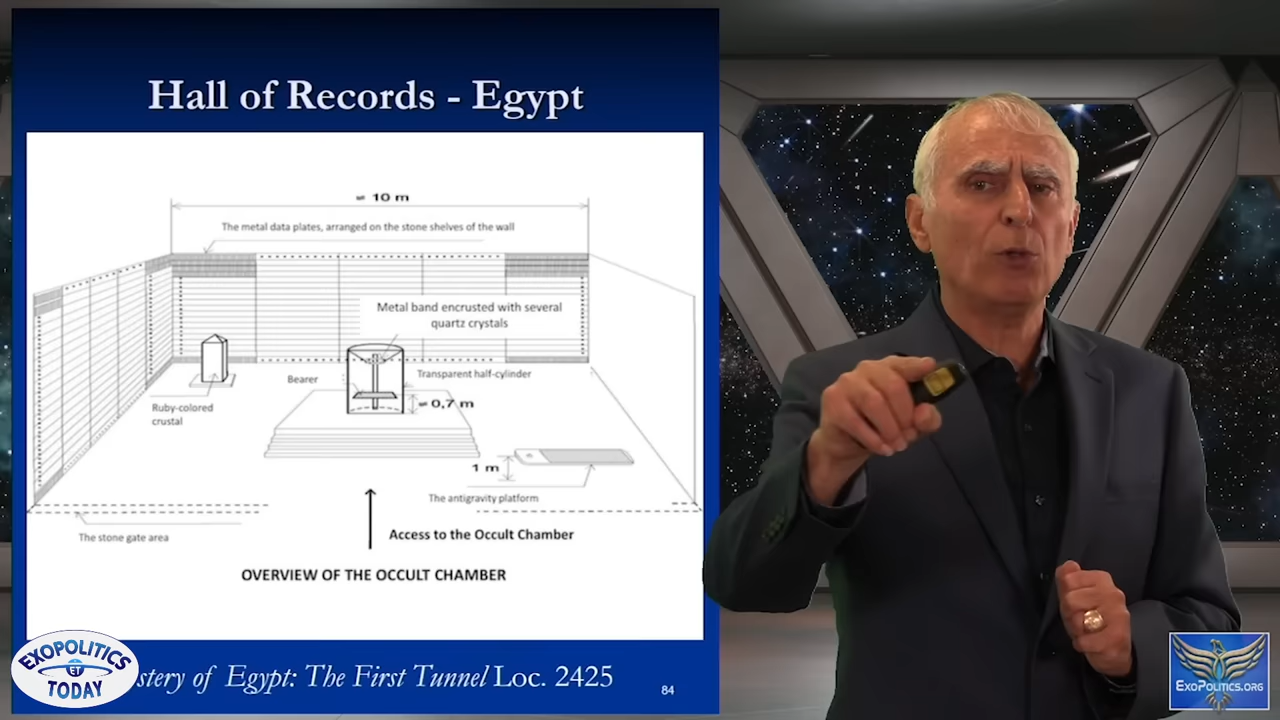 Hall of Records - Egypt
≈ 10 m
The metal data plates, arranged on the stone shelves of the wall
Metal band encrusted with several
quartz crystals
Bearer
Transparent half-cylinder
≈ 0,7 m
Ruby-colored
crustal
1 m
The antigravity platform
Access to the Occult Chamber
The stone gate area
OVERVIEW OF THE OCCULT CHAMBER
stery of Egypt: The First Tunnel Loc. 2425
84
EXOPOLITICS
ET
TODAY
EXOPOLITICS.ORG